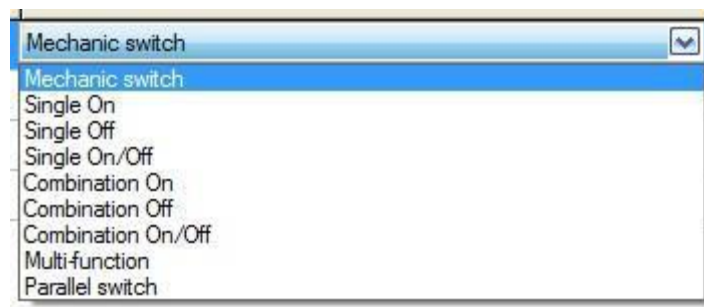 Mechanic switch
Mechanic switch
Single On
Single Off
Single On/Off
Combination On
Combination Off
Combination On/Off
Multi-function
Parallel switch